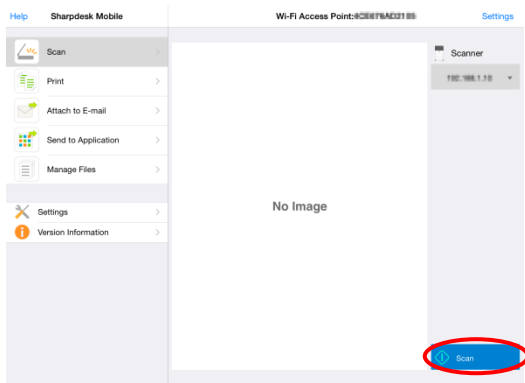 Help
Sharpdesk Mobile
Wi-Fi Access Point:
Settings
Scan
Print
Attach to E-mail
Send to Application
Manage Files
Settings
Version Information
No Image
Scanner
Scan